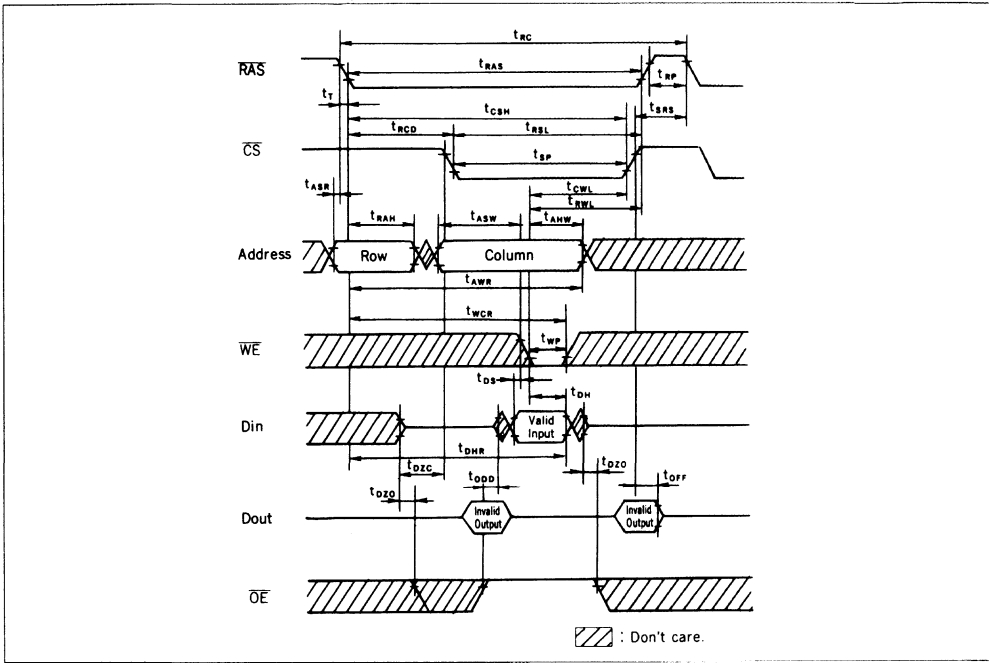 tRC
RAS
tRAS
tRP
tT
tCSH
tSRS
tRCD
tRSL
CS
tSP
tASR
tCWL
tRWL
tRAH
tASW
tAHW
Address
Row
Column
tAWR
tWCR
WE
tWP
tDS
tDH
Din
Valid
Input
tDHR
tDZC
tODD
tDZO
tOFF
tDZO
Dout
Invalid
Output
Invalid
Output
OE
: Don't care.